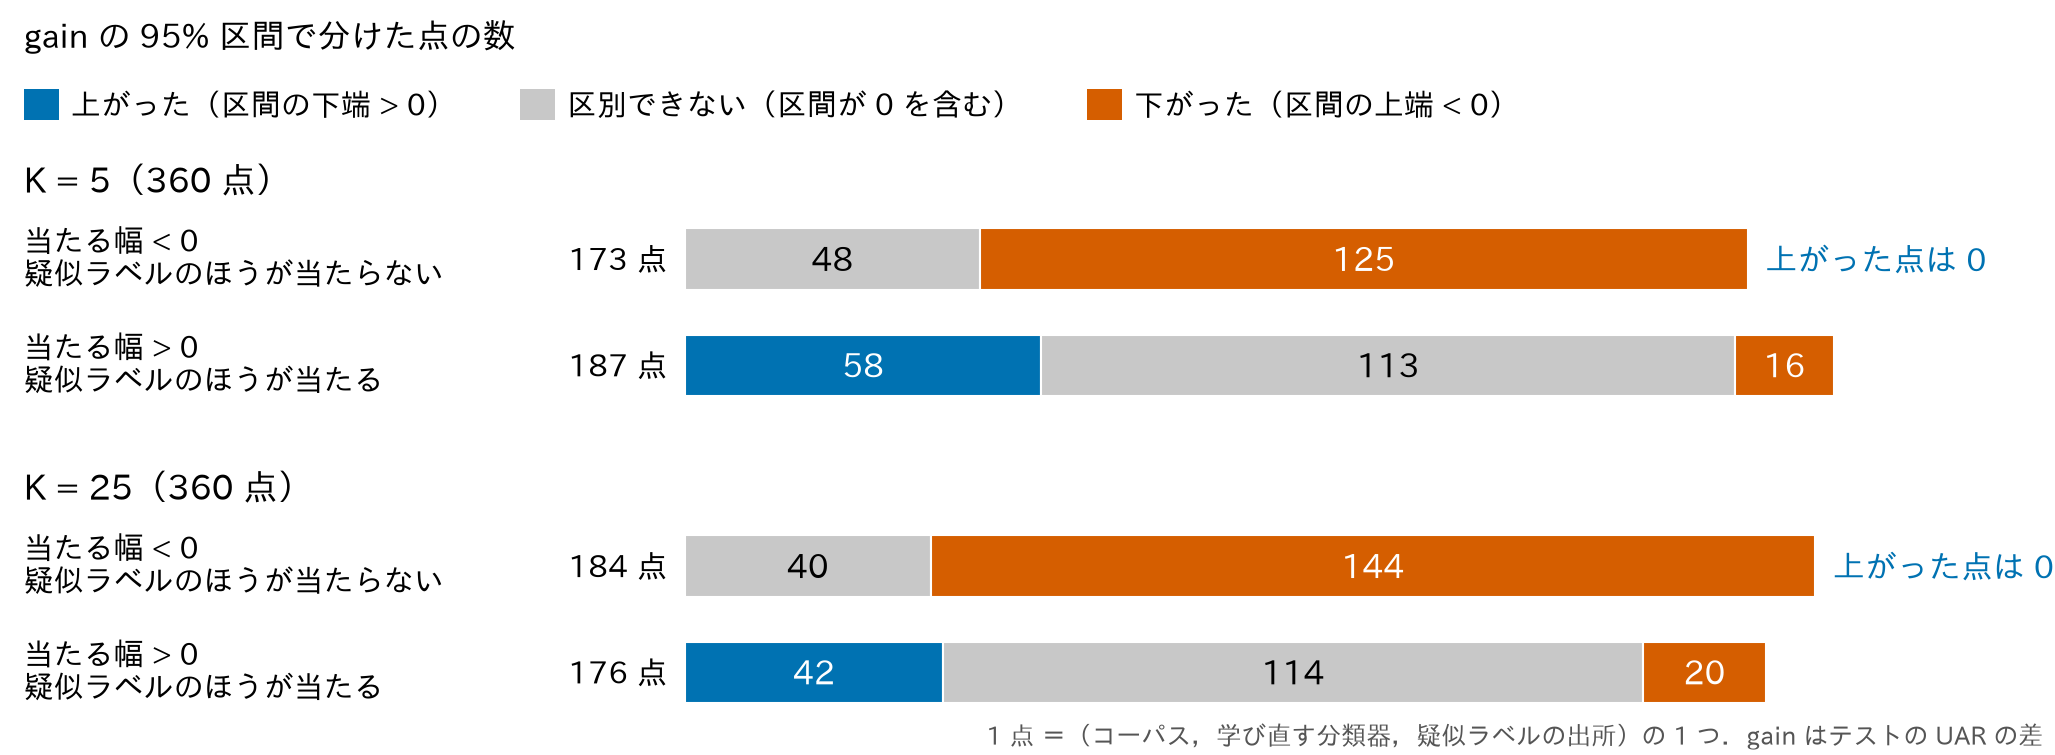 gain の 95% 区間で分けた点の数
上がった（区間の下端 > 0） 区別できない（区間が 0 を含む） 下がった（区間の上端 < 0）
K = 5（360 点）
当たる幅 < 0
疑似ラベルのほうが当たらない
173 点 48 125 上がった点は 0
当たる幅 > 0
疑似ラベルのほうが当たる
187 点 58 113 16
K = 25（360 点）
当たる幅 < 0
疑似ラベルのほうが当たらない
184 点 40 144 上がった点は 0
当たる幅 > 0
疑似ラベルのほうが当たる
176 点 42 114 20
1 点 ＝（コーパス，学び直す分類器，疑似ラベルの出所）の 1 つ．gain はテストの UAR の差